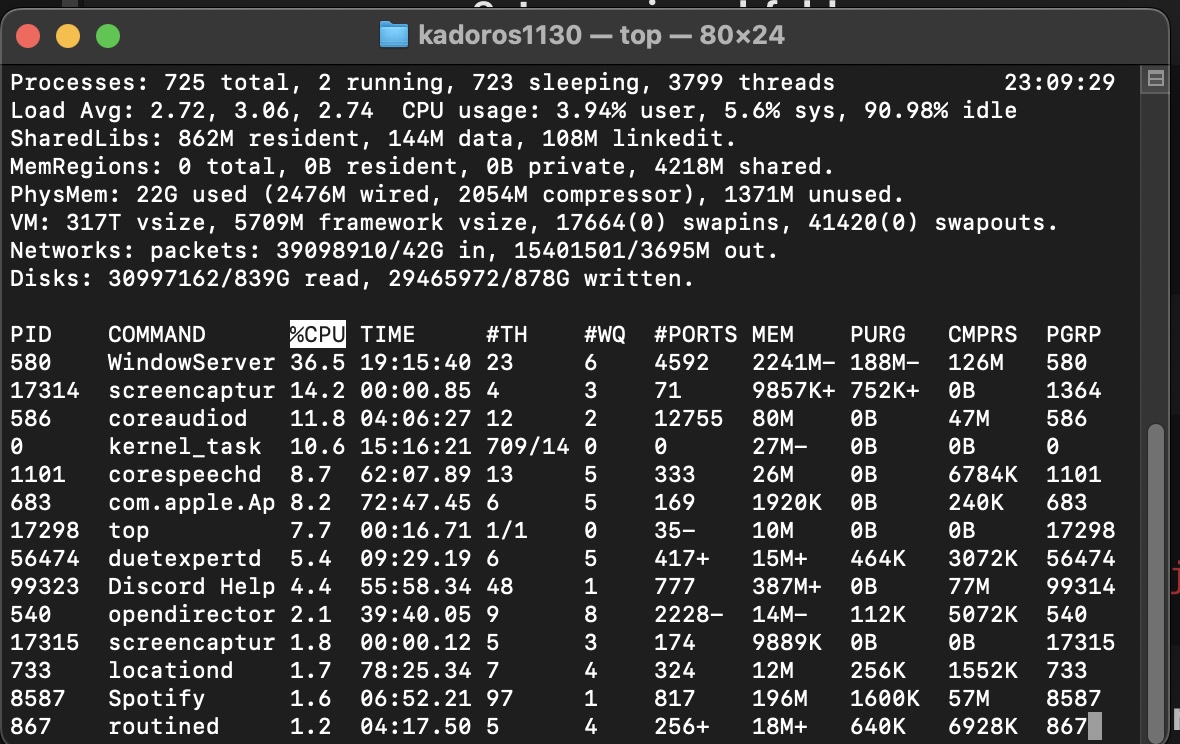 kadoros1130 — top — 80×24
Processes: 725 total, 2 running, 723 sleeping, 3799 threads 23:09:29
Load Avg: 2.72, 3.06, 2.74 CPU usage: 3.94% user, 5.6% sys, 90.98% idle
SharedLibs: 862M resident, 144M data, 108M linkedit.
MemRegions: 0 total, 0B resident, 0B private, 4218M shared.
PhysMem: 22G used (2476M wired, 2054M compressor), 1371M unused.
VM: 317T vsize, 5709M framework vsize, 17664(0) swapins, 41420(0) swapouts.
Networks: packets: 39098910/42G in, 15401501/3695M out.
Disks: 30997162/839G read, 29465972/878G written.
PID COMMAND %CPU TIME #TH #WQ #PORTS MEM PURG CMPRS PGRP
580 WindowServer 36.5 19:15:40 23 6 4592 2241M- 188M- 126M 580
17314 screencaptur 14.2 00:00.85 4 3 71 9857K+ 752K+ 0B 1364
586 coreaudiod 11.8 04:06:27 12 2 12755 80M 0B 47M 586
0 kernel_task 10.6 15:16:21 709/14 0 0 27M- 0B 0B 0
1101 corespeechd 8.7 62:07.89 13 5 333 26M 0B 6784K 1101
683 com.apple.Ap 8.2 72:47.45 6 5 169 1920K 0B 240K 683
17298 top 7.7 00:16.71 1/1 0 35- 10M 0B 0B 17298
56474 duetexpertd 5.4 09:29.19 6 5 417+ 15M+ 464K 3072K 56474
99323 Discord Help 4.4 55:58.34 48 1 777 387M+ 0B 77M 99314
540 opendirector 2.1 39:40.05 9 8 2228- 14M- 112K 5072K 540
17315 screencaptur 1.8 00:00.12 5 3 174 9889K 0B 0B 17315
733 locationd 1.7 78:25.34 7 4 324 12M 256K 1552K 733
8587 Spotify 1.6 06:52.21 97 1 817 196M 1600K 57M 8587
867 routined 1.2 04:17.50 5 4 256+ 18M+ 640K 6928K 867